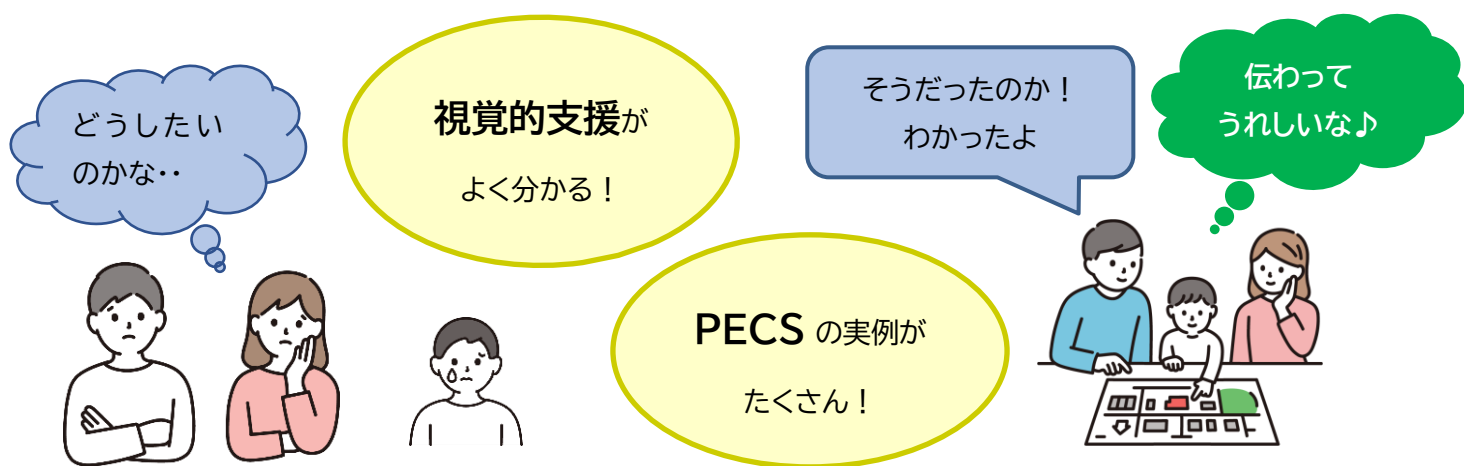 どうしたい
のかな‥
視覚的支援が
よく分かる！
そうだったのか！
わかったよ
伝わって
うれしいな♪
PECS の実例が
たくさん！